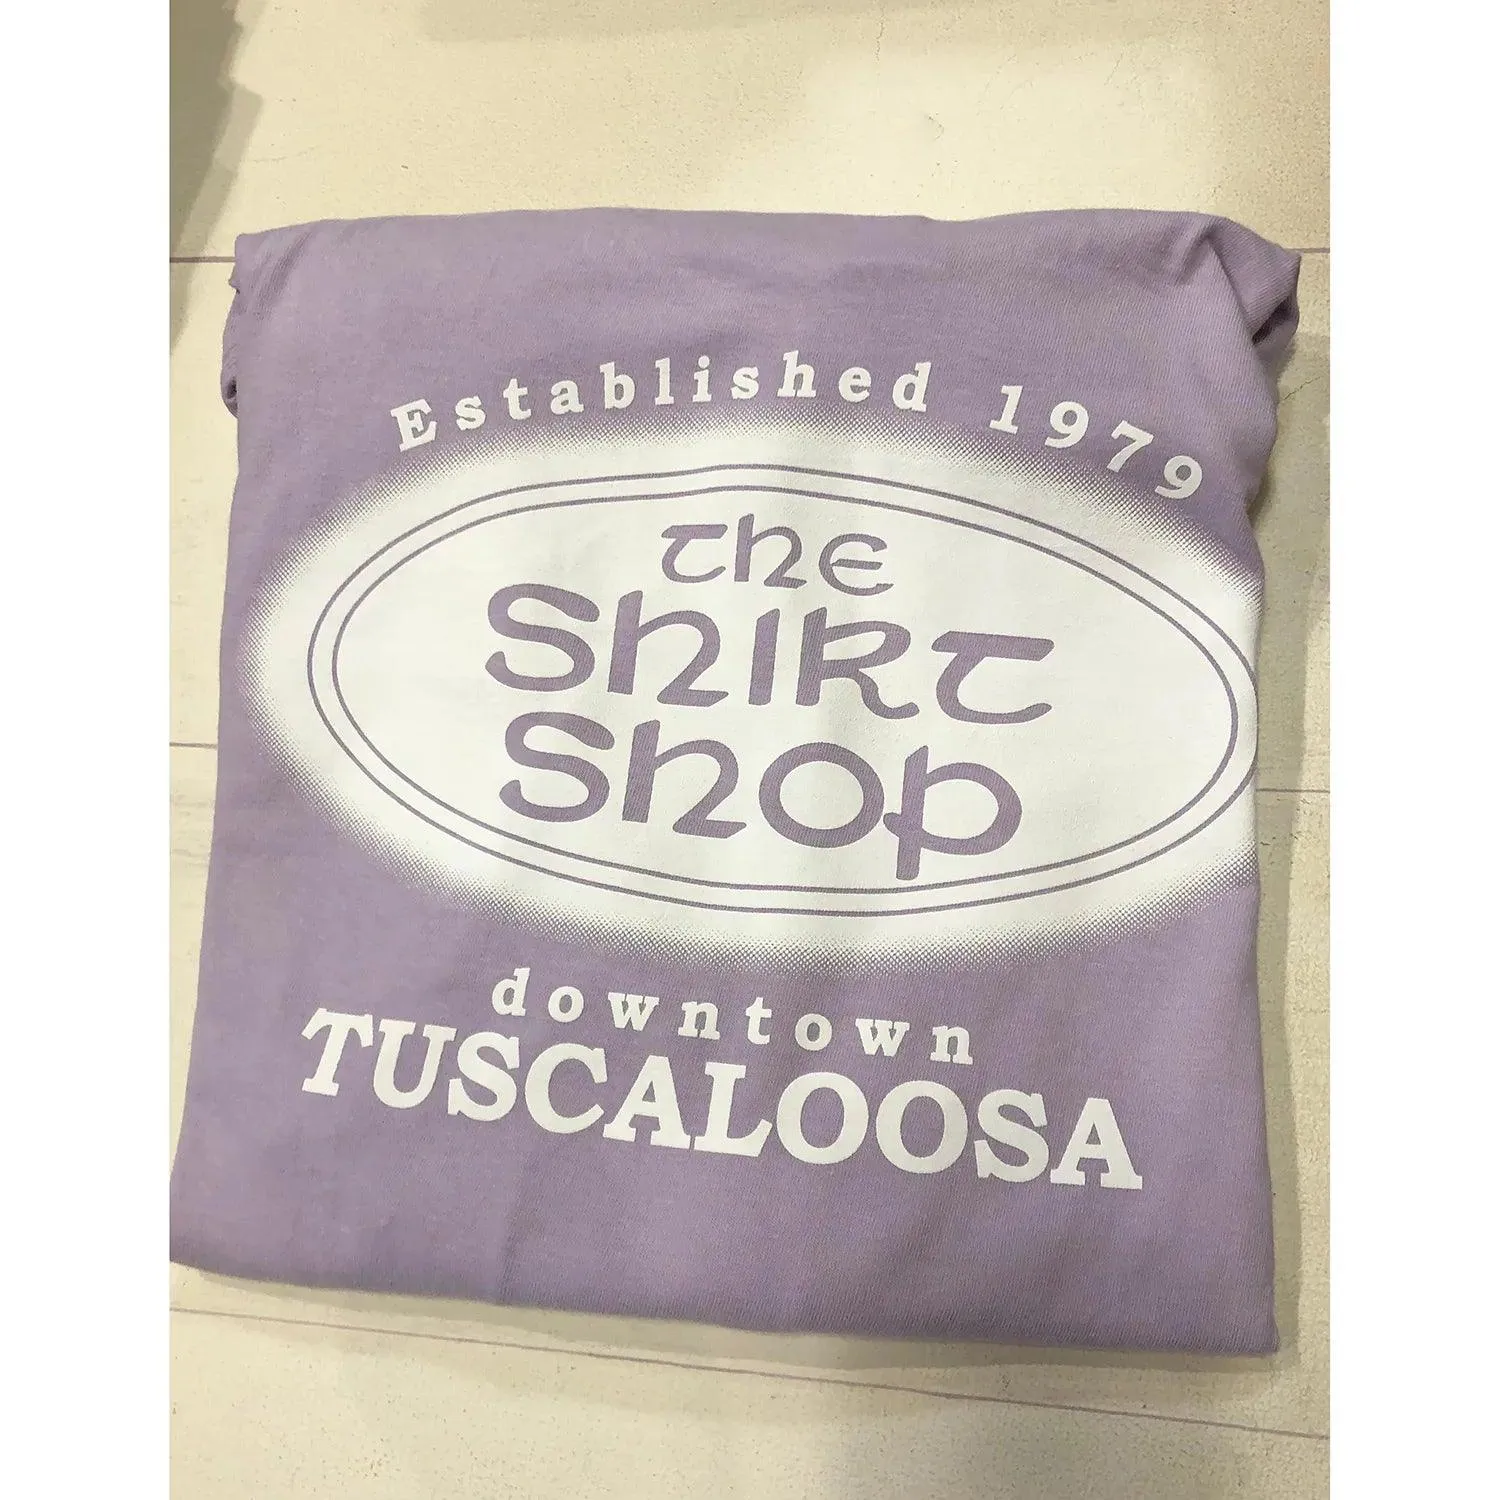 Established 1979
the
Shirt
Shop
downtown
TUSCALOOSA